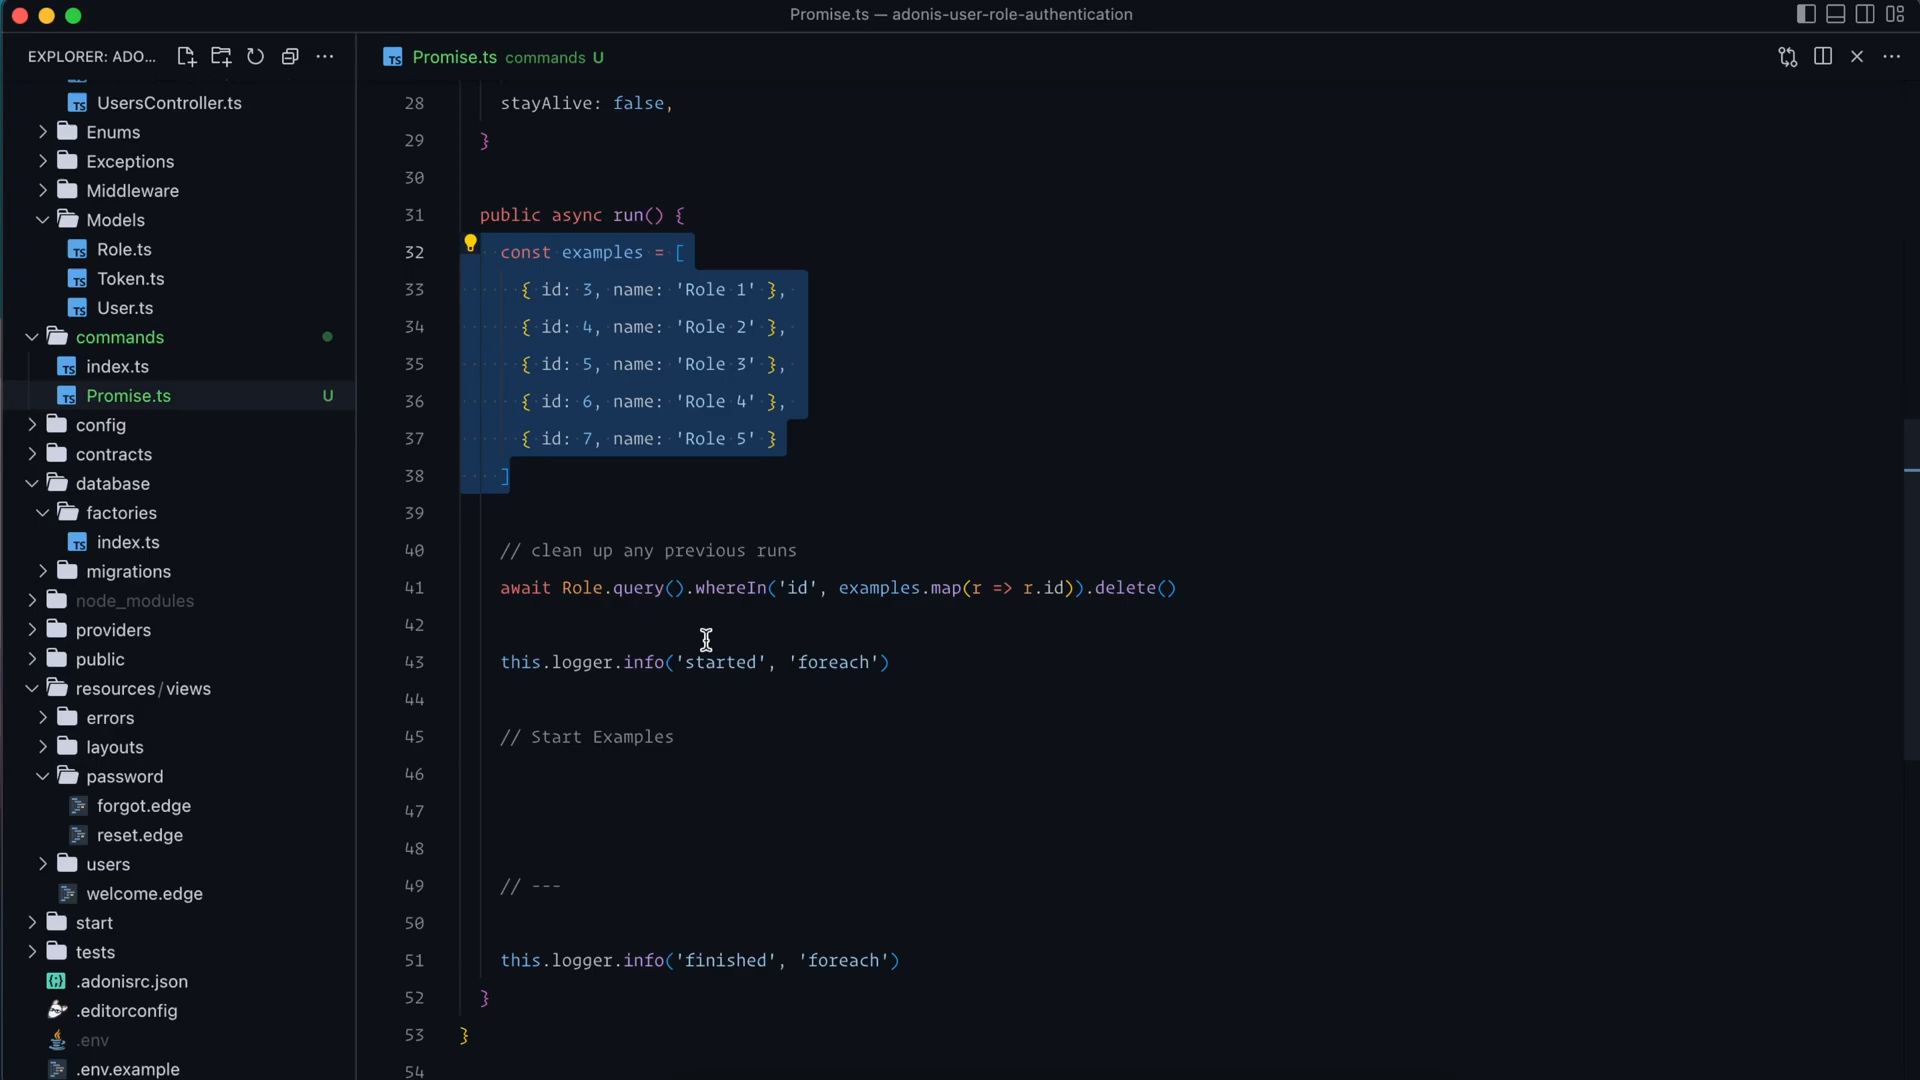 Promise.ts — adonis-user-role-authentication
EXPLORER: ADO...
Promise.ts commands U
UsersController.ts
Enums
Exceptions
Middleware
Models
Role.ts
Token.ts
User.ts
commands
index.ts
Promise.ts U
config
contracts
database
factories
index.ts
migrations
node_modules
providers
public
resources/views
errors
layouts
password
forgot.edge
reset.edge
users
welcome.edge
start
tests
.adonisrc.json
.editorconfig
.env
.env.example
28 stayAlive: false,
29 }
30
31 public async run() {
32 const examples = [
33 { id: 3, name: 'Role 1' },
34 { id: 4, name: 'Role 2' },
35 { id: 5, name: 'Role 3' },
36 { id: 6, name: 'Role 4' },
37 { id: 7, name: 'Role 5' }
38 ]
39
40 // clean up any previous runs
41 await Role.query().whereIn('id', examples.map(r => r.id)).delete()
42
43 this.logger.info('started', 'foreach')
44
45 // Start Examples
46
47
48
49 // ---
50
51 this.logger.info('finished', 'foreach')
52 }
53 }
54